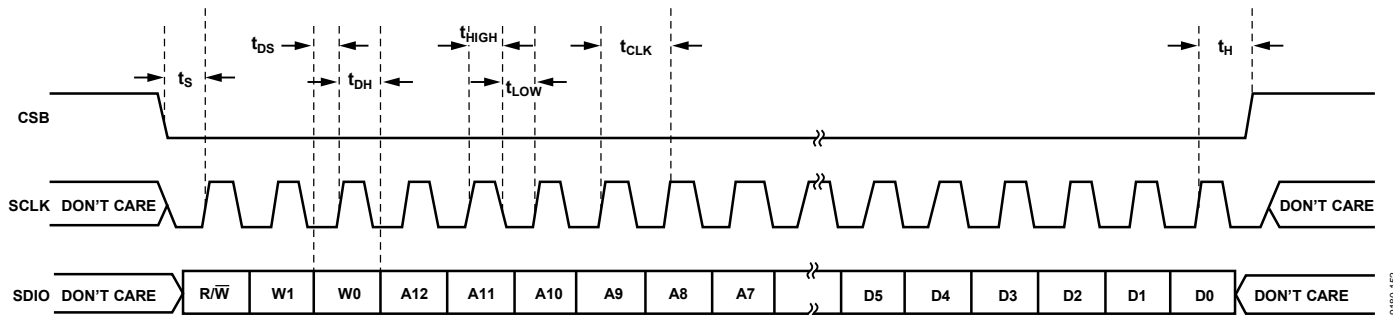 tDS
tHIGH
tCLK
tH
tS
tDH
tLOW
CSB
SCLK DON'T CARE
DON'T CARE
SDIO DON'T CARE R/W̅ W1 W0 A12 A11 A10 A9 A8 A7 D5 D4 D3 D2 D1 D0 DON'T CARE